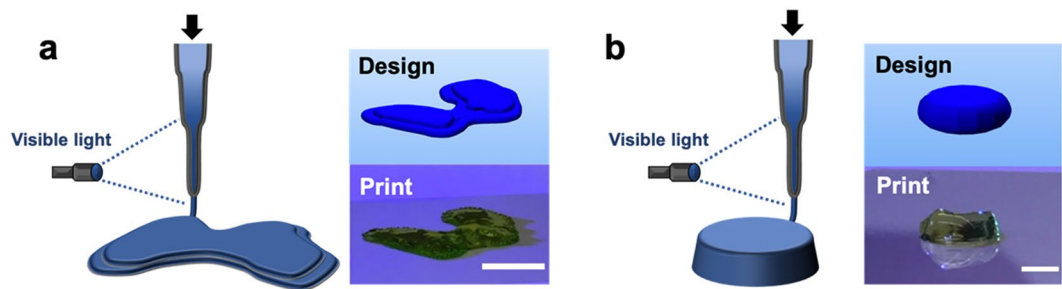 a
Visible light
Design
Print
b
Visible light
Design
Print